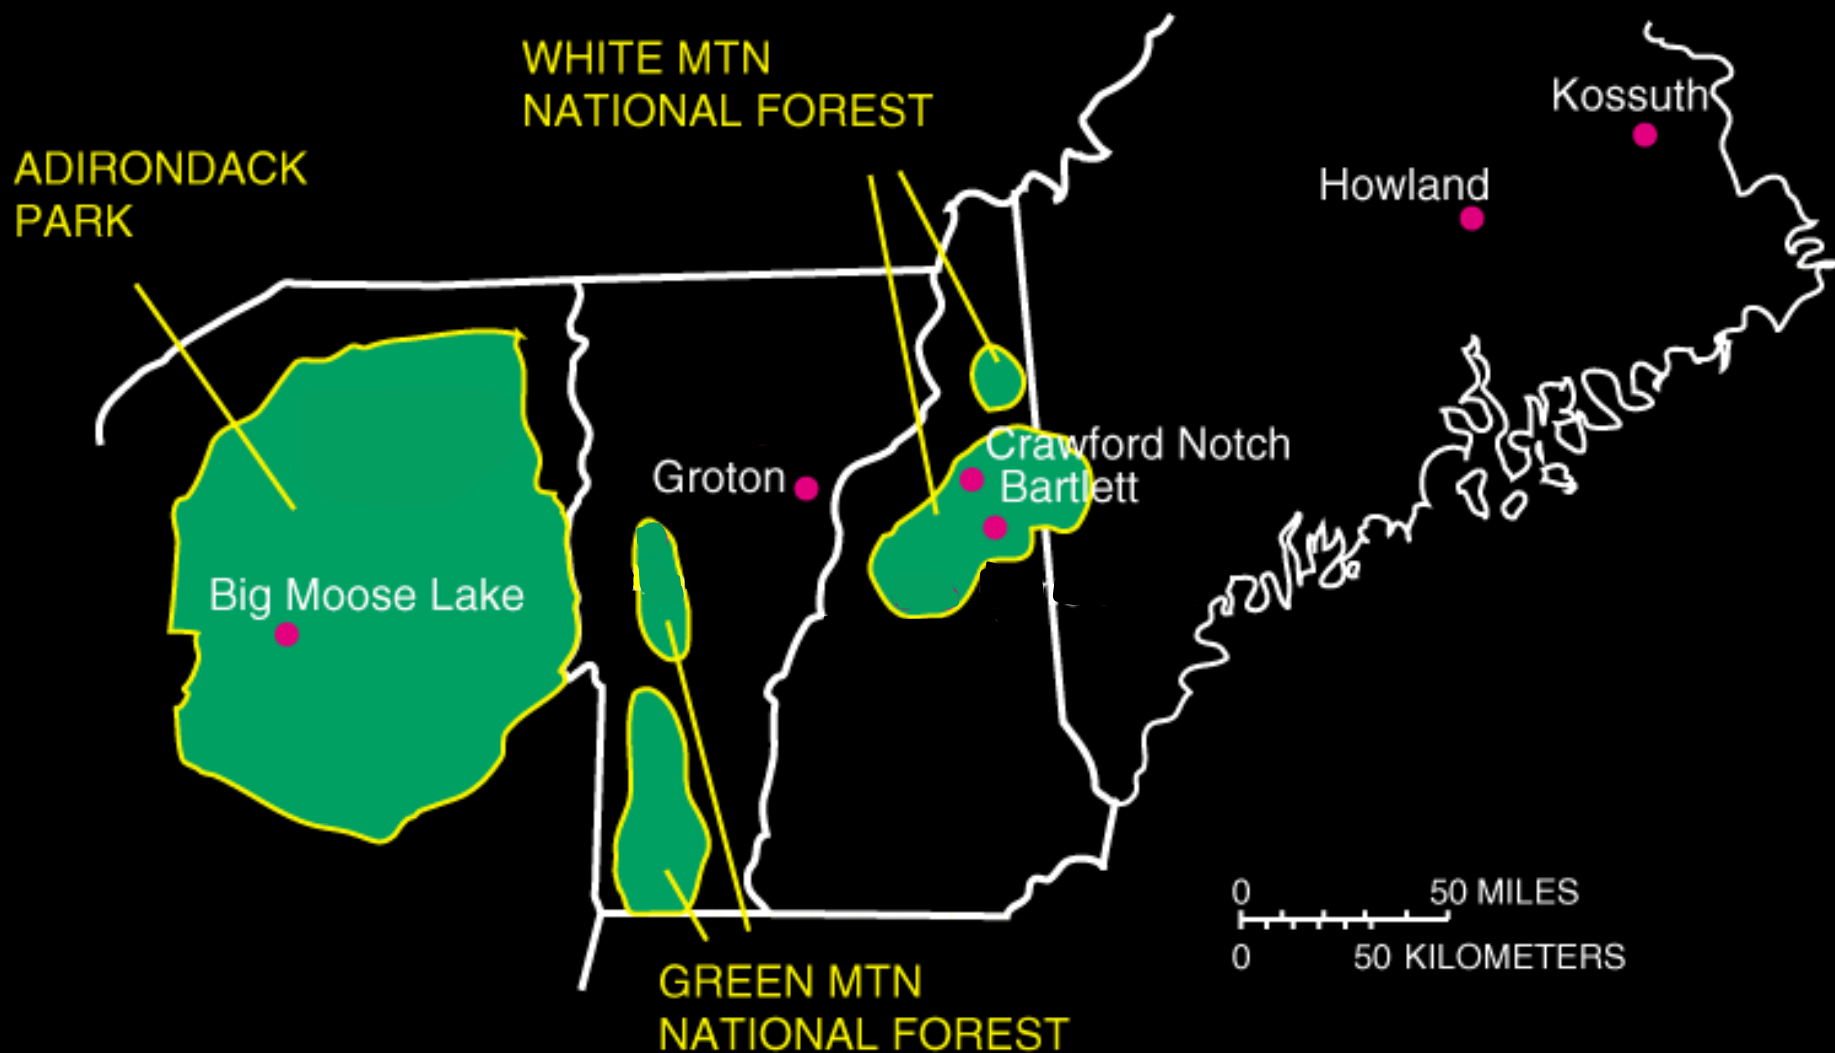 WHITE MTN
NATIONAL FOREST
Kossuth
ADIRONDACK
PARK
Howland
Crawford Notch
Groton
Bartlett
Big Moose Lake
0 50 MILES
0 50 KILOMETERS
GREEN MTN
NATIONAL FOREST